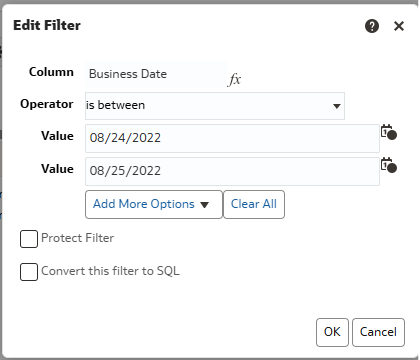 Edit Filter
Column Business Date fx
Operator is between
Value 08/24/2022
Value 08/25/2022
Add More Options Clear All
Protect Filter
Convert this filter to SQL
OK Cancel